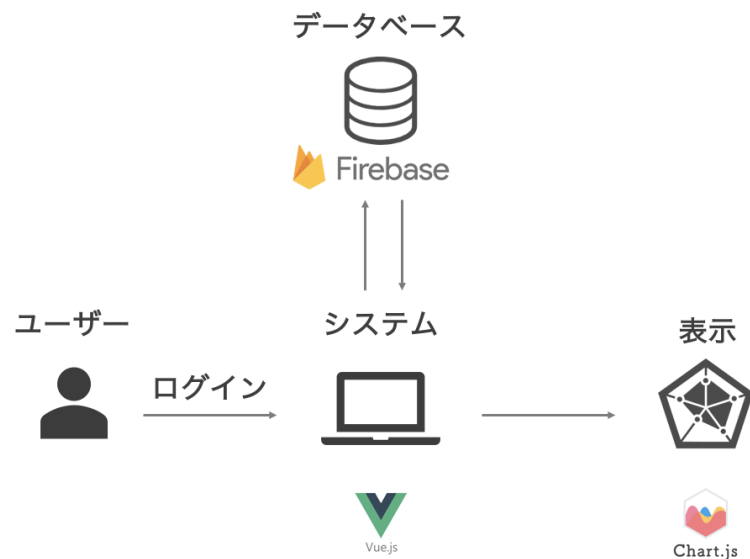 データベース
Firebase
ユーザー
システム
表示
ログイン
Vue.js
Chart.js